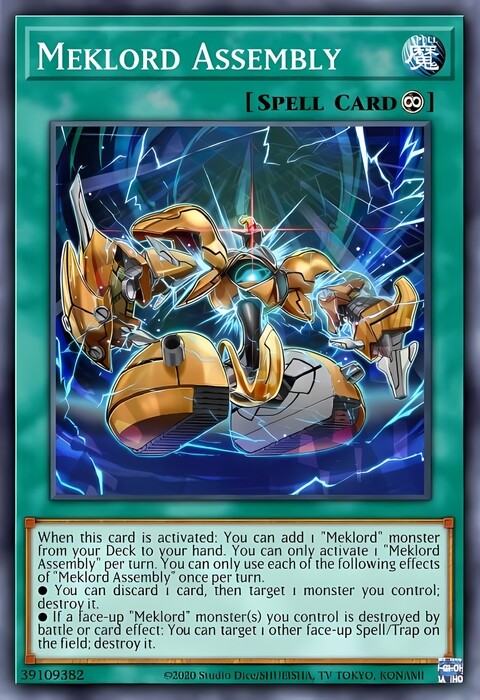 MEKLORD ASSEMBLY
魔
[SPELL CARD∞]
When this card is activated: You can add 1 "Meklord" monster
from your Deck to your hand. You can only activate 1 "Meklord
Assembly" per turn. You can only use each of the following effects
of "Meklord Assembly" once per turn.
● You can discard 1 card, then target 1 monster you control;
destroy it.
● If a face-up "Meklord" monster(s) you control is destroyed by
battle or card effect: You can target 1 other face-up Spell/Trap on
the field; destroy it.
39109382
©2020 Studio Dice/SHUEISHA, TV TOKYO, KONAMI